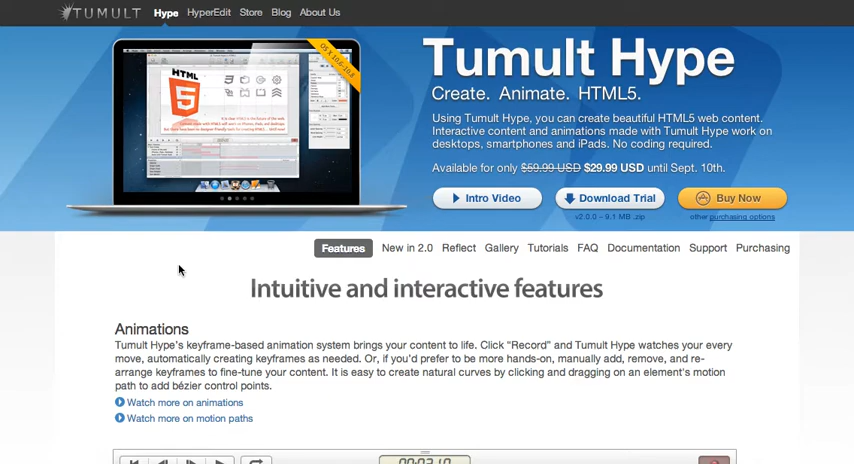 TUMULT Hype HyperEdit Store Blog About Us
OS X 10.6-10.8
HTML
5
Tumult Hype
Create. Animate. HTML5.
Using Tumult Hype, you can create beautiful HTML5 web content.
Interactive content and animations made with Tumult Hype work on
desktops, smartphones and iPads. No coding required.
Available for only $59.99 USD $29.99 USD until Sept. 10th.
Intro Video Download Trial Buy Now
v2.0.0 – 9.1 MB .zip other purchasing options
Features New in 2.0 Reflect Gallery Tutorials FAQ Documentation Support Purchasing
Intuitive and interactive features
Animations
Tumult Hype's keyframe-based animation system brings your content to life. Click “Record” and Tumult Hype watches your every
move, automatically creating keyframes as needed. Or, if you'd prefer to be more hands-on, manually add, remove, and re-
arrange keyframes to fine-tune your content. It is easy to create natural curves by clicking and dragging on an element's motion
path to add bézier control points.
Watch more on animations
Watch more on motion paths